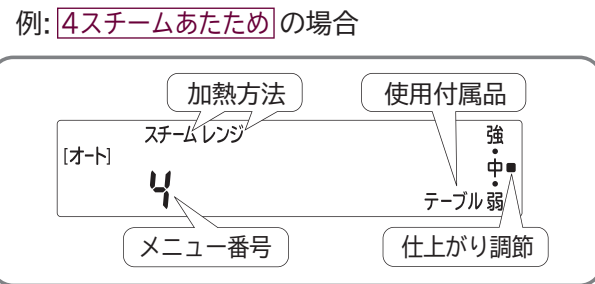 例: 4スチームあたため の場合
加熱方法 使用付属品
スチーム レンジ 強
[オート] ・
中■
4 ・
テーブル 弱
メニュー番号 仕上がり調節